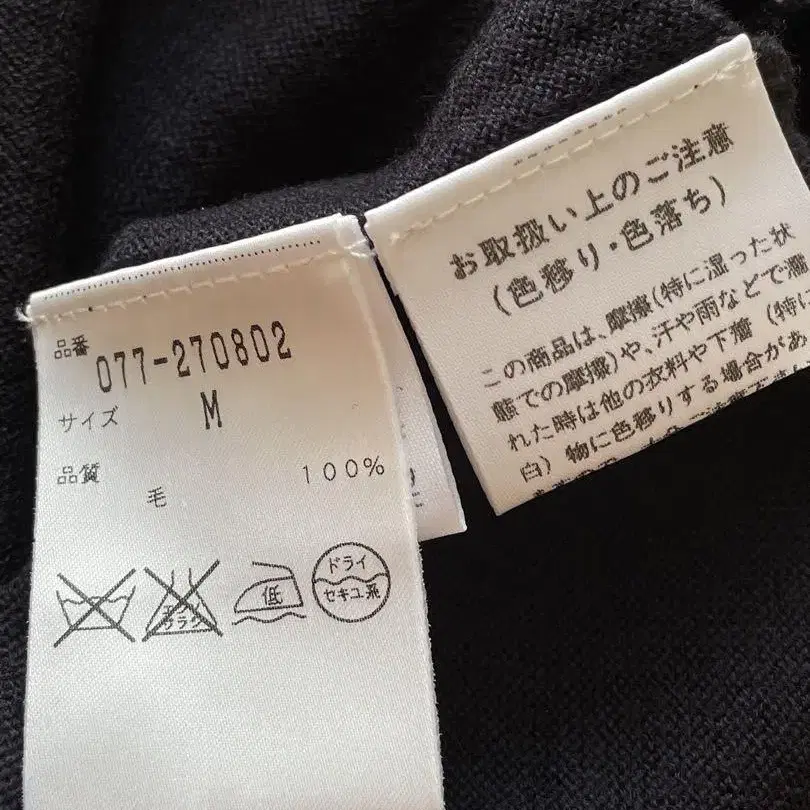 品番 077-270802
サイズ M
品質 100%
毛
低
ドライ
セキユ系
お取扱い上のご注意
(色移り・色落ち)
この商品は、摩擦(特に湿った状
態での摩擦)や、汗や雨などで濡
れた時は他の衣料や下着(特に
白)物に色移りする場合があ